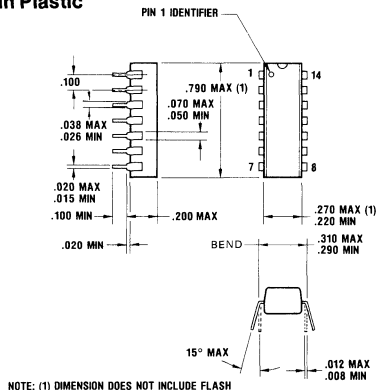 in Plastic
PIN 1 IDENTIFIER
.100
.790 MAX (1)
1
14
.070 MAX
.050 MIN
.038 MAX
.026 MIN
7
8
.020 MAX
.015 MIN
.100 MIN
.200 MAX
.270 MAX (1)
.220 MIN
.020 MIN
BEND
.310 MAX
.290 MIN
15° MAX
.012 MAX
.008 MIN
NOTE: (1) DIMENSION DOES NOT INCLUDE FLASH